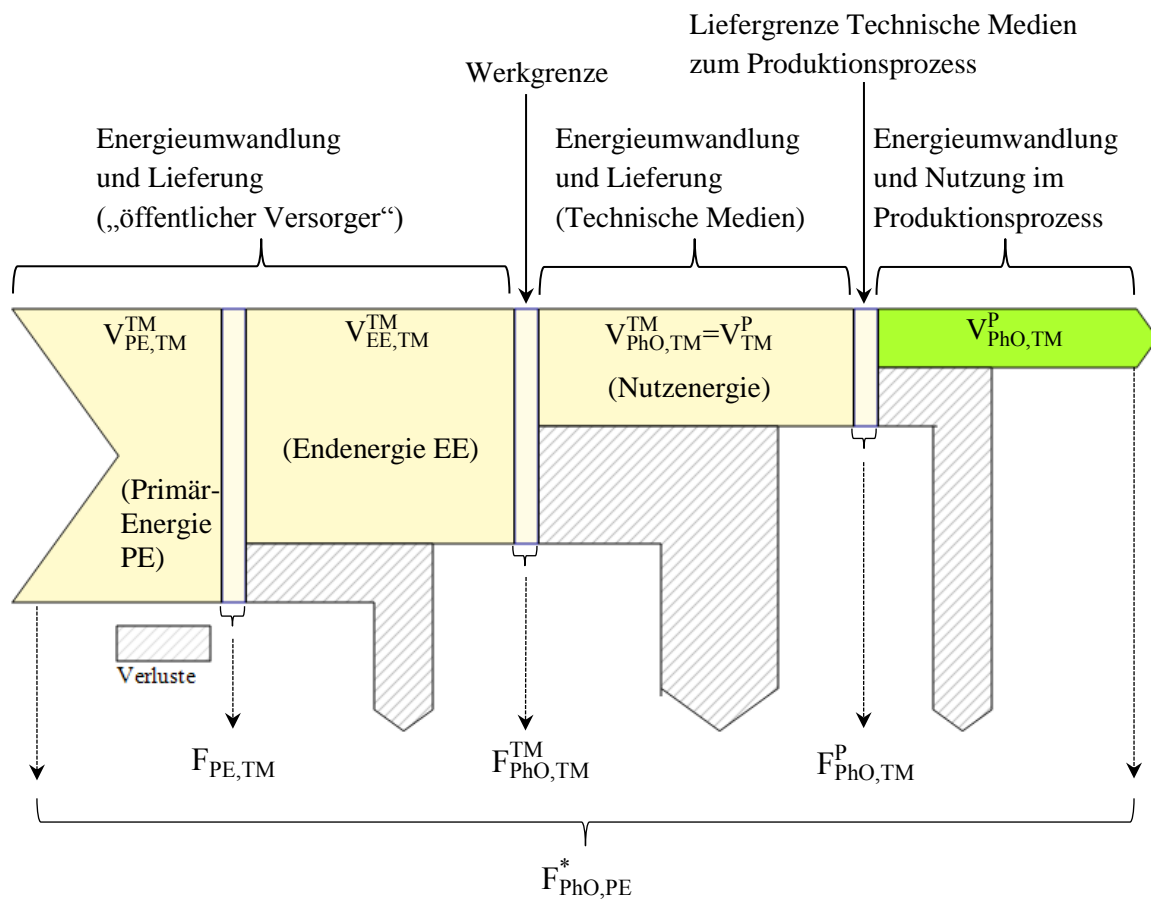 Liefergrenze Technische Medien
zum Produktionsprozess
Werkgrenze
Energieumwandlung
und Lieferung
(„öffentlicher Versorger“)
Energieumwandlung
und Lieferung
(Technische Medien)
Energieumwandlung
und Nutzung im
Produktionsprozess
V^TM_PE,TM
V^TM_EE,TM
V^TM_PhO,TM=V^P_TM
V^P_PhO,TM
(Nutzenergie)
(Endenergie EE)
(Primär-
Energie
PE)
Verluste
F_PE,TM
F^TM_PhO,TM
F^P_PhO,TM
F^*_PhO,PE